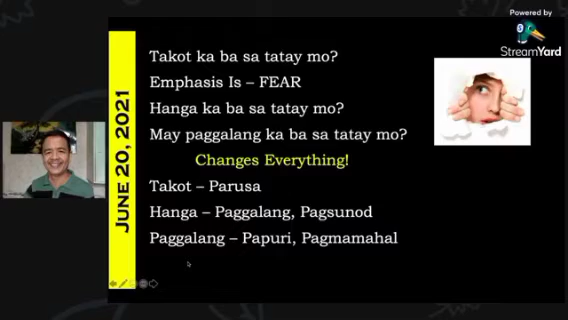 Powered by
StreamYard
JUNE 20, 2021
Takot ka ba sa tatay mo?
Emphasis Is – FEAR
Hanga ka ba sa tatay mo?
May paggalang ka ba sa tatay mo?
Changes Everything!
Takot – Parusa
Hanga – Paggalang, Pagsunod
Paggalang – Papuri, Pagmamahal